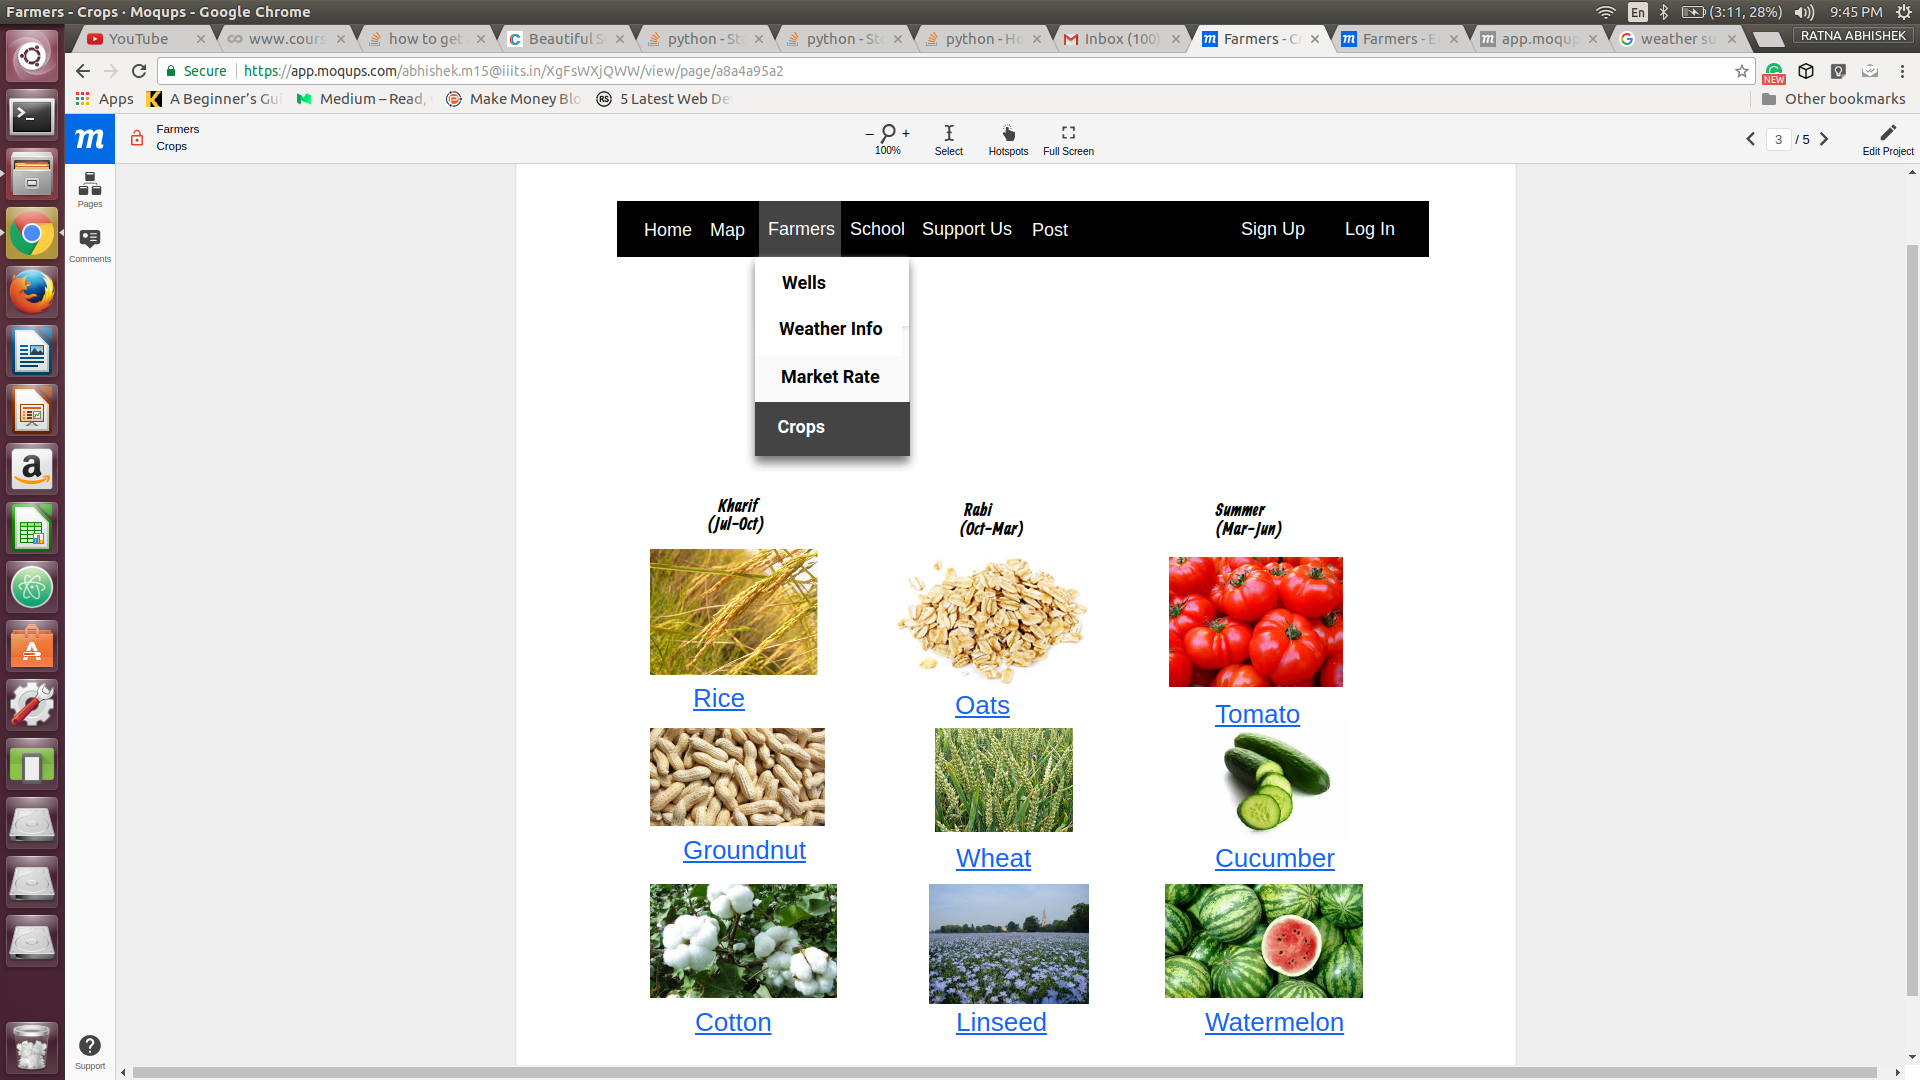 Farmers - Crops · Moqups - Google Chrome
En
(3:11, 28%)
9:45 PM
YouTube
www.cours
how to get
Beautiful S
python - St
python - St
python - Ho
Inbox (100)
Farmers - C
Farmers - E
app.moqup
weather su
RATNA ABHISHEK
Secure
https://app.moqups.com/abhishek.m15@iiits.in/XgFsWXjQWW/view/page/a8a4a95a2
NEW
Apps
A Beginner's Gui
Medium – Read,
Make Money Blo
5 Latest Web De
Other bookmarks
m
Farmers
Crops
100%
Select
Hotspots
Full Screen
3 / 5
Edit Project
Pages
Comments
Home
Map
Farmers
School
Support Us
Post
Sign Up
Log In
Wells
Weather Info
Market Rate
Crops
Kharif
(Jul-Oct)
Rabi
(Oct-Mar)
Summer
(Mar-Jun)
Rice
Oats
Tomato
Groundnut
Wheat
Cucumber
Cotton
Linseed
Watermelon
Support